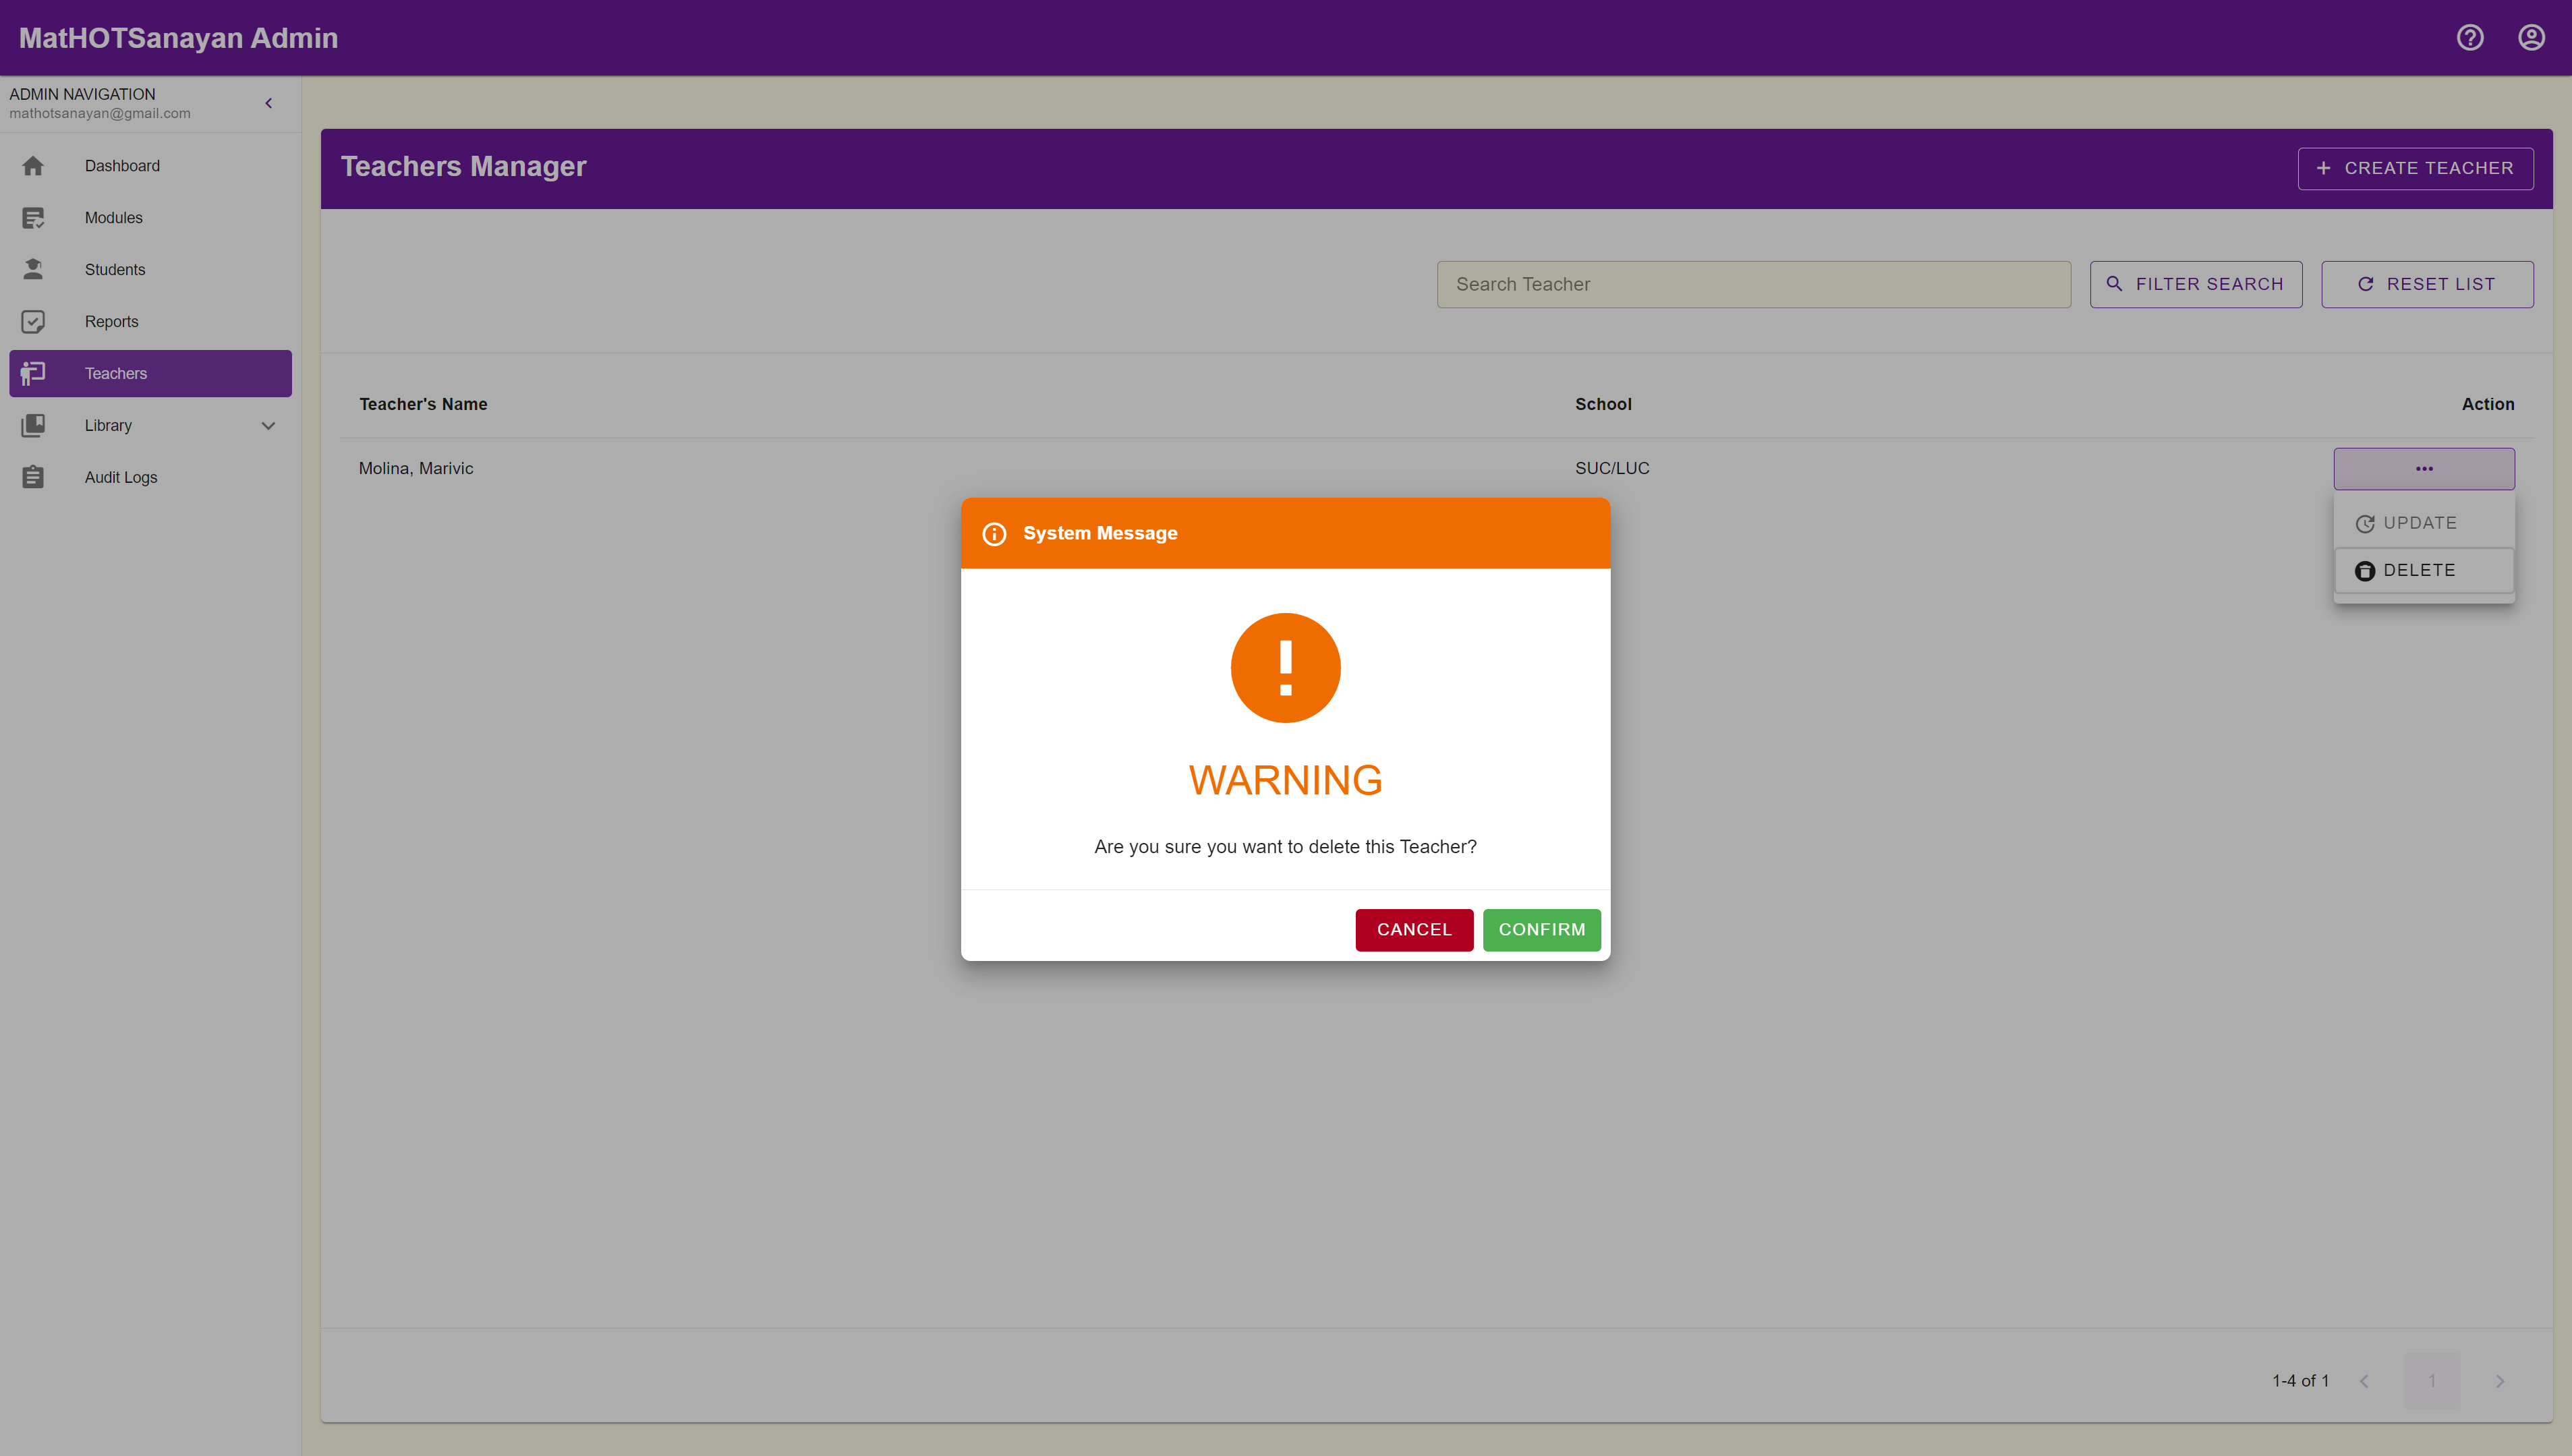 MatHOTSanayan Admin
ADMIN NAVIGATION
mathotsanayan@gmail.com
Dashboard
Modules
Students
Reports
Teachers
Library
Audit Logs
Teachers Manager
+ CREATE TEACHER
Search Teacher
FILTER SEARCH
RESET LIST
Teacher's Name School Action
Molina, Marivic SUC/LUC ...
UPDATE
DELETE
System Message
WARNING
Are you sure you want to delete this Teacher?
CANCEL CONFIRM
1-4 of 1 1